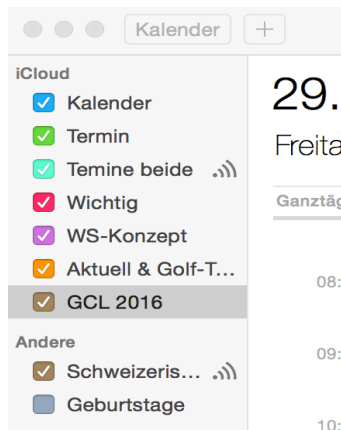 Kalender +
iCloud
Kalender
Termin
Temine beide
Wichtig
WS-Konzept
Aktuell & Golf-T...
GCL 2016
Andere
Schweizeris...
Geburtstage
29.
Freita
Ganztäg
08:
09:
10: